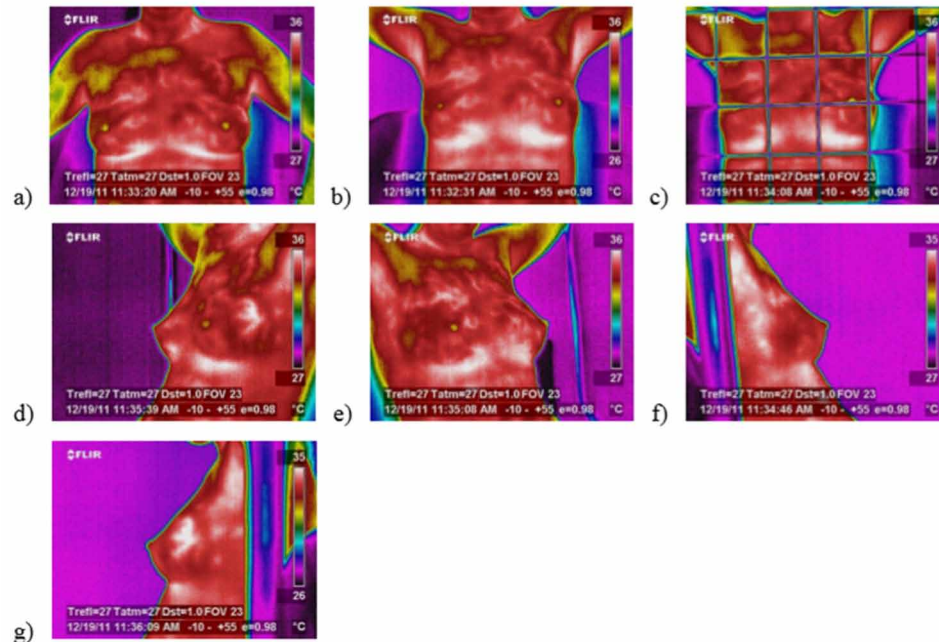 FLIR
36
27
Trefl=27 Tatm=27 Dst=1.0 FOV 23
12/19/11 11:33:20 AM -10 - +55 e=0.98 °C
a)
FLIR
36
27
Trefl=27 Tatm=27 Dst=1.0 FOV 23
12/19/11 11:32:31 AM -10 - +55 e=0.98 °C
b)
FLIR
36
27
Trefl=27 Tatm=27 Dst=1.0 FOV 23
12/19/11 11:34:08 AM -10 - +55 e=0.98 °C
c)
FLIR
36
27
Trefl=27 Tatm=27 Dst=1.0 FOV 23
12/19/11 11:35:39 AM -10 - +55 e=0.98 °C
d)
FLIR
36
27
Trefl=27 Tatm=27 Dst=1.0 FOV 23
12/19/11 11:35:08 AM -10 - +55 e=0.98 °C
e)
FLIR
35
27
Trefl=27 Tatm=27 Dst=1.0 FOV 23
12/19/11 11:34:46 AM -10 - +55 e=0.98 °C
f)
FLIR
35
26
Trefl=27 Tatm=27 Dst=1.0 FOV 23
12/19/11 11:36:09 AM -10 - +55 e=0.98 °C
g)